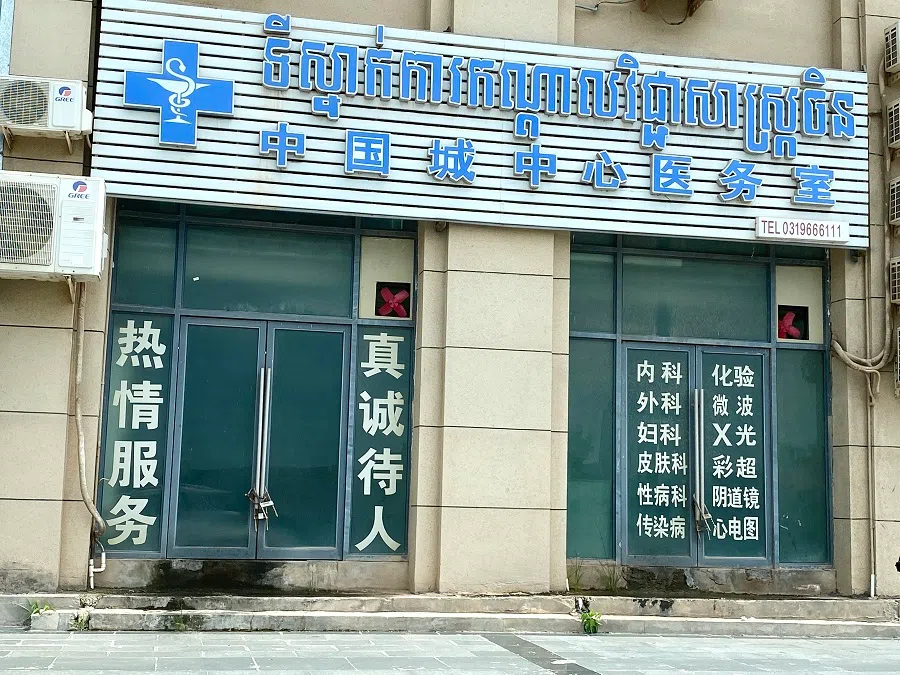 ទីស្នាក់ការកណ្តាលវិជ្ជាសាស្ត្រចិន
中国城中心医务室
TEL 0319666111
GREE
GREE
热情服务
真诚待人
内科
外科
妇科
皮肤科
性病科
传染病
化验
微波
X光
彩超
阴道镜
心电图